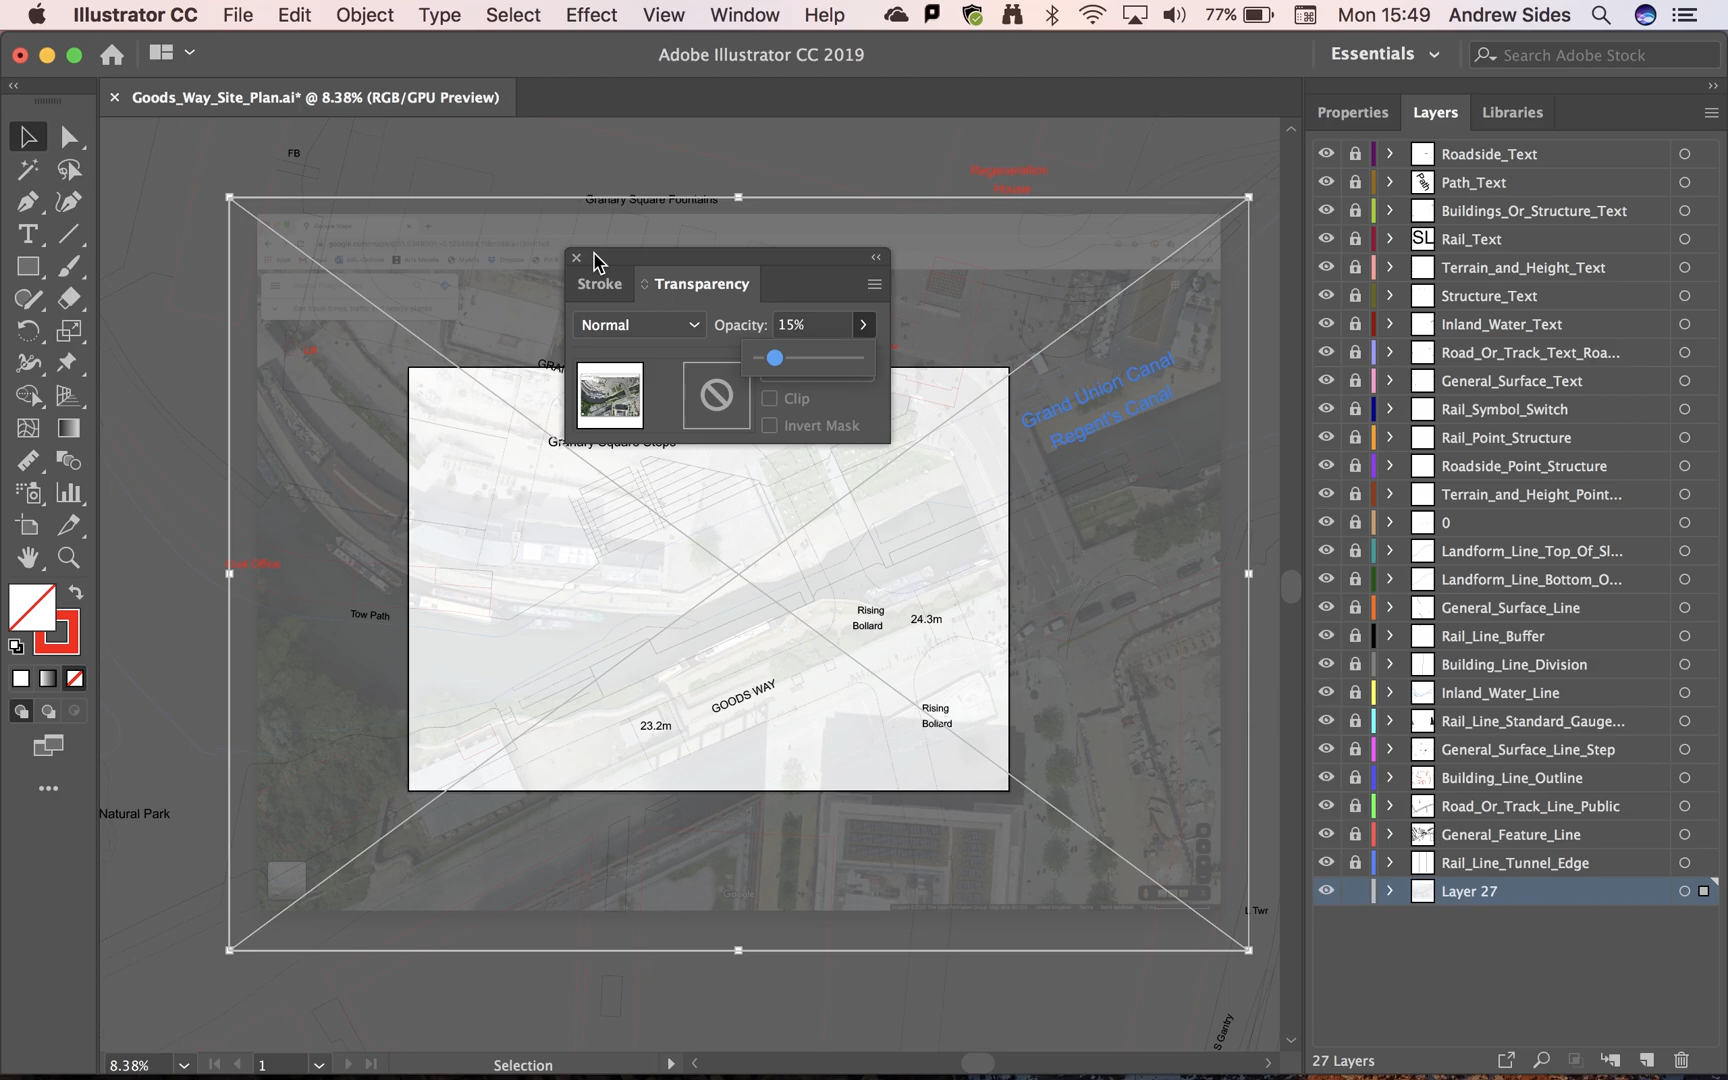 Illustrator CC File Edit Object Type Select Effect View Window Help 77% Mon 15:49 Andrew Sides
Adobe Illustrator CC 2019
Essentials
Search Adobe Stock
Goods_Way_Site_Plan.ai* @ 8.38% (RGB/GPU Preview)
Properties Layers Libraries
FB
Regeneration
House
Granary Square Fountains
Stroke Transparency
Normal Opacity: 15%
Clip
Invert Mask
Granary Square Steps
Grand Union Canal
Regent's Canal
Tow Path
Rising
Bollard
24.3m
GOODS WAY
23.2m
Rising
Bollard
Natural Park
Google
L Twr
S Gantry
T
Roadside_Text
Path_Text
Path
Buildings_Or_Structure_Text
SL Rail_Text
Terrain_and_Height_Text
Structure_Text
Inland_Water_Text
Road_Or_Track_Text_Roa...
General_Surface_Text
Rail_Symbol_Switch
Rail_Point_Structure
Roadside_Point_Structure
Terrain_and_Height_Point...
0
Landform_Line_Top_Of_Sl...
Landform_Line_Bottom_O...
General_Surface_Line
Rail_Line_Buffer
Building_Line_Division
Inland_Water_Line
Rail_Line_Standard_Gauge...
General_Surface_Line_Step
Building_Line_Outline
Road_Or_Track_Line_Public
General_Feature_Line
Rail_Line_Tunnel_Edge
Layer 27
8.38% 1 Selection
27 Layers